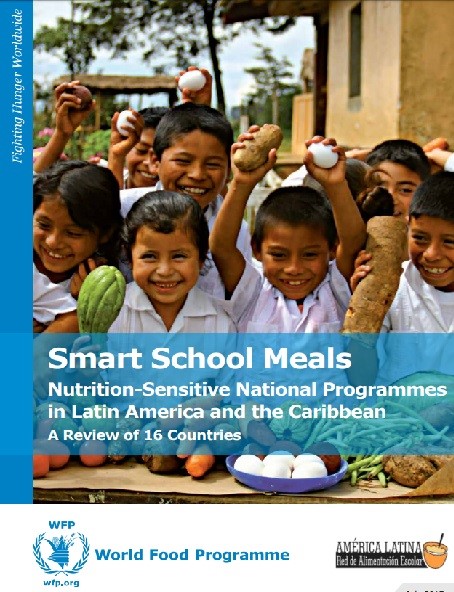 Fighting Hunger Worldwide
Smart School Meals
Nutrition-Sensitive National Programmes
in Latin America and the Caribbean
A Review of 16 Countries
WFP
wfp.org
World Food Programme
AMÉRICA LATINA
Red de Alimentación Escolar